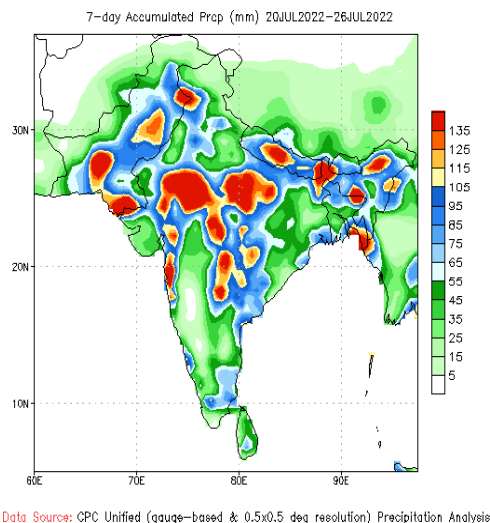 7-day Accumulated Prcp (mm) 20JUL2022-26JUL2022
30N
20N
10N
60E 70E 80E 90E
135
125
115
105
95
85
75
65
55
45
35
25
15
5
Data Source: CPC Unified (gauge-based & 0.5x0.5 deg resolution) Precipitation Analysis